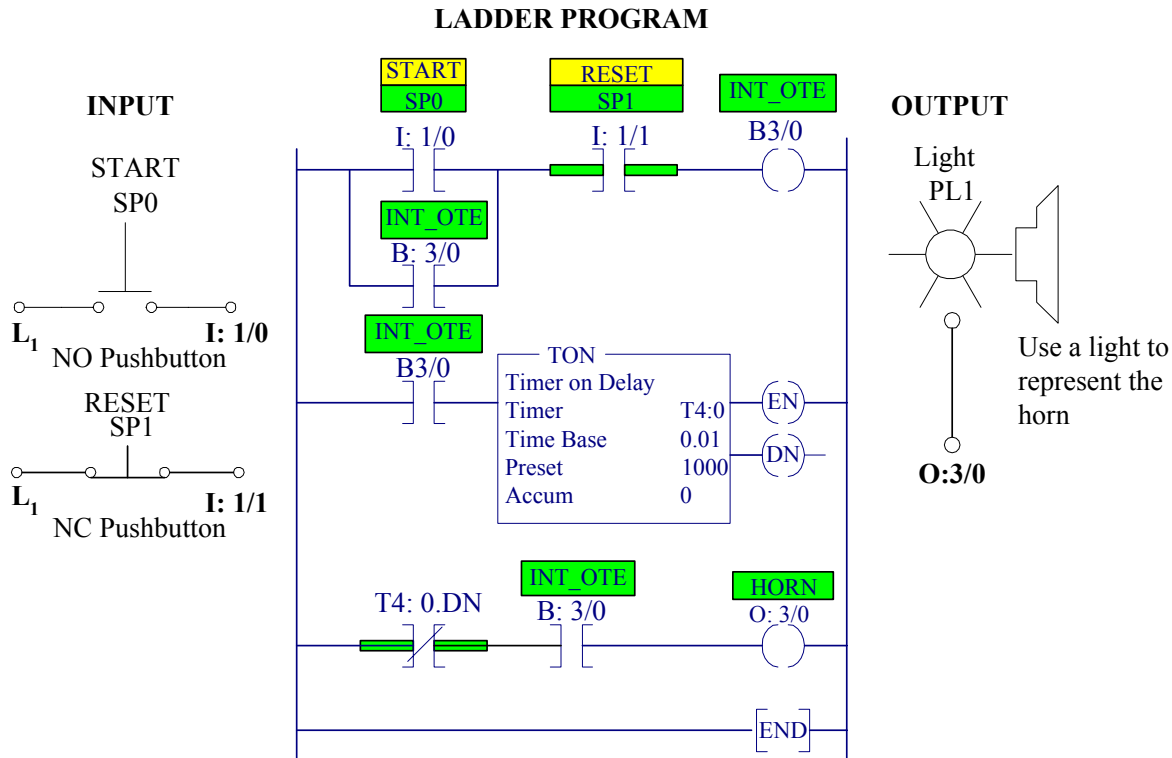 LADDER PROGRAM
INPUT
START
SP0
L1
I: 1/0
NO Pushbutton
RESET
SP1
L1
I: 1/1
NC Pushbutton
START
SP0
I: 1/0
RESET
SP1
I: 1/1
INT_OTE
B3/0
INT_OTE
B: 3/0
INT_OTE
B3/0
TON
Timer on Delay
Timer T4:0
Time Base 0.01
Preset 1000
Accum 0
EN
DN
T4: 0.DN
INT_OTE
B: 3/0
HORN
O: 3/0
END
OUTPUT
Light
PL1
Use a light to
represent the
horn
O:3/0